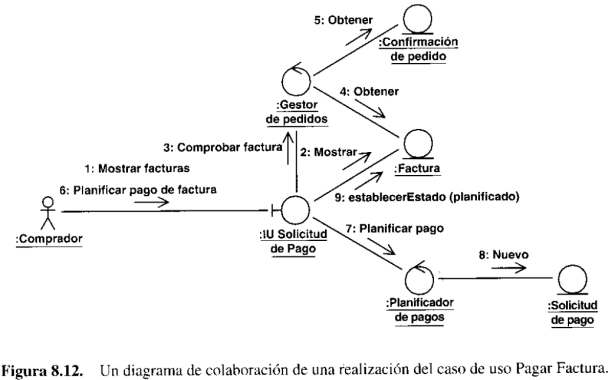 5: Obtener
:Confirmación
de pedido
4: Obtener
:Gestor
de pedidos
3: Comprobar factura
2: Mostrar
:Factura
1: Mostrar facturas
6: Planificar pago de factura
9: establecerEstado (planificado)
:Comprador
:IU Solicitud
de Pago
7: Planificar pago
8: Nuevo
:Planificador
de pagos
:Solicitud
de pago
Figura 8.12. Un diagrama de colaboración de una realización del caso de uso Pagar Factura.